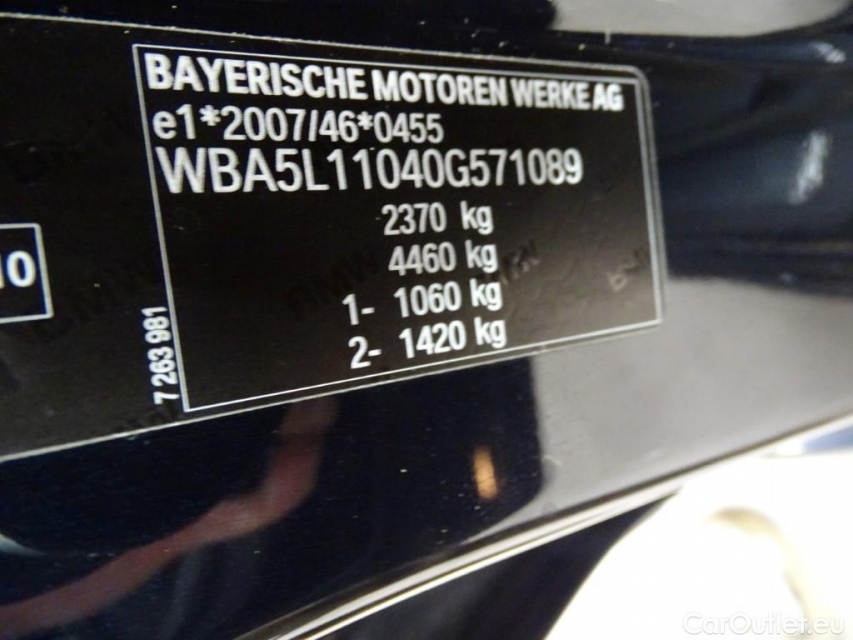 BAYERISCHE MOTOREN WERKE AG
e1*2007/46*0455
WBA5L11040G571089
2370 kg
4460 kg
1- 1060 kg
2- 1420 kg
7 263 981
10
CarOutlet.eu